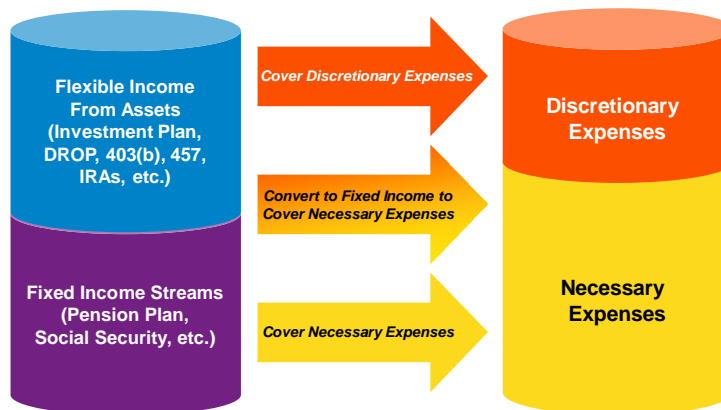 Flexible Income
From Assets
(Investment Plan,
DROP, 403(b), 457,
IRAs, etc.)
Fixed Income Streams
(Pension Plan,
Social Security, etc.)
Cover Discretionary Expenses
Convert to Fixed Income to
Cover Necessary Expenses
Cover Necessary Expenses
Discretionary
Expenses
Necessary
Expenses